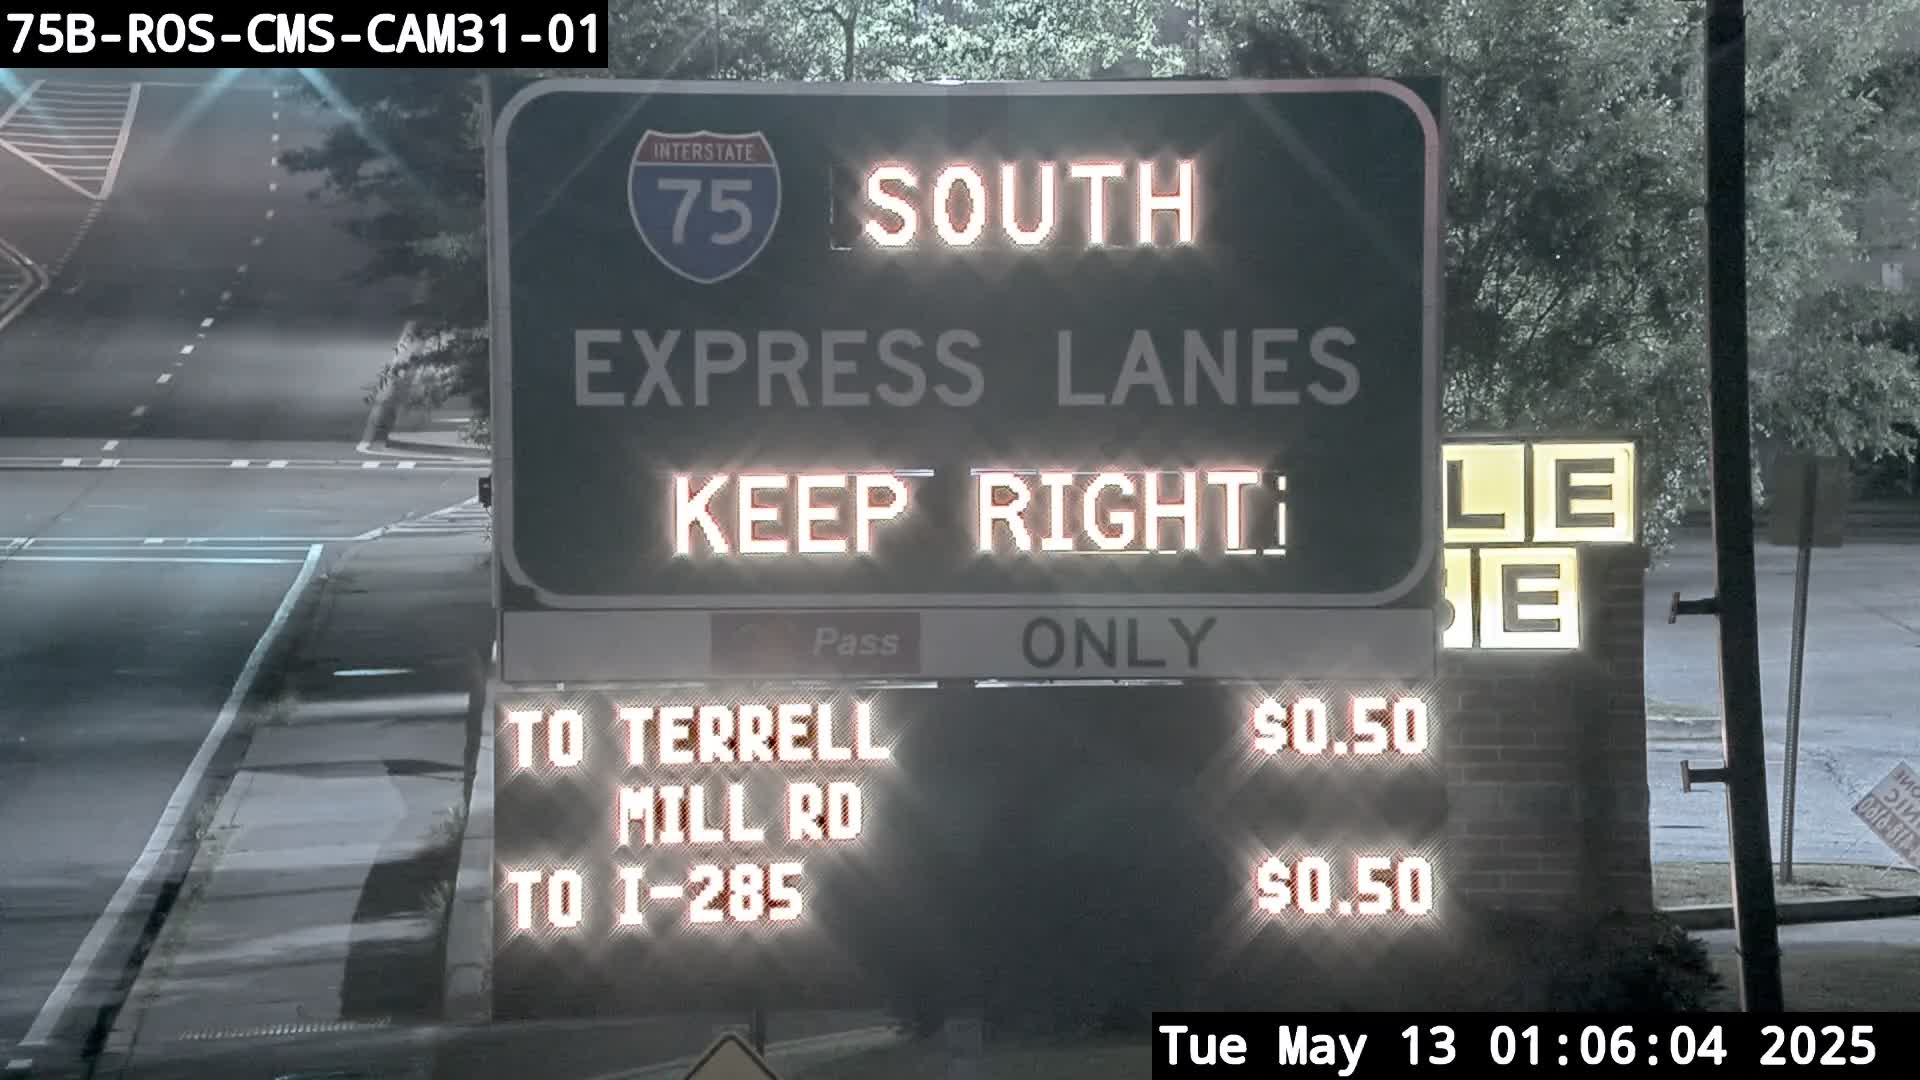 75B-ROS-CMS-CAM31-01
INTERSTATE
75
SOUTH
EXPRESS LANES
KEEP RIGHT
Pass ONLY
TO TERRELL $0.50
MILL RD
TO I-285 $0.50
LE
E
Tue May 13 01:06:04 2025